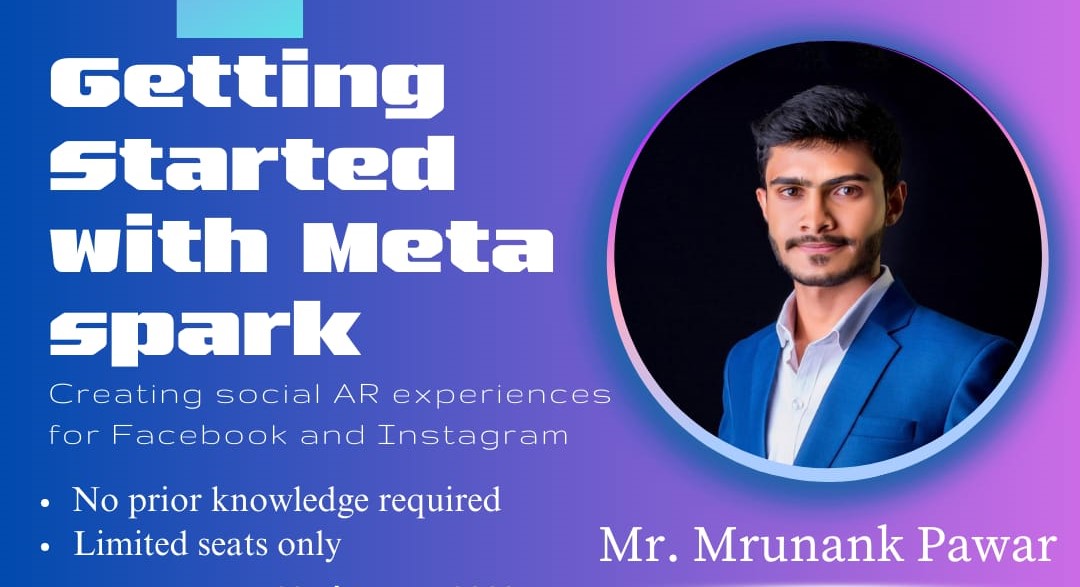 Getting
Started
with Meta
spark
Creating social AR experiences
for Facebook and Instagram
• No prior knowledge required
• Limited seats only
Mr. Mrunank Pawar